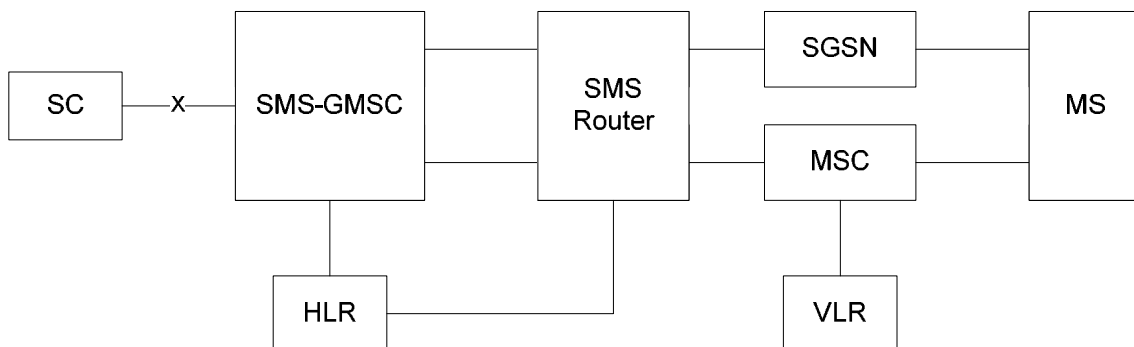 SC
X
SMS-GMSC
SMS
Router
SGSN
MSC
MS
HLR
VLR